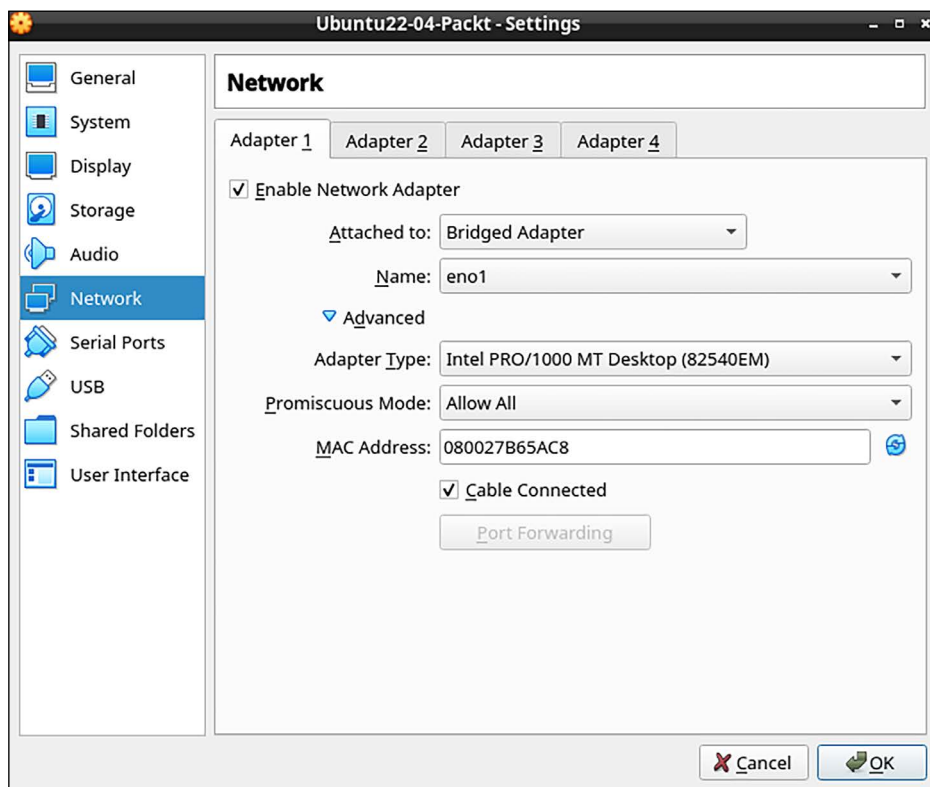 Ubuntu22-04-Packt - Settings
General
System
Display
Storage
Audio
Network
Serial Ports
USB
Shared Folders
User Interface
Network
Adapter 1 Adapter 2 Adapter 3 Adapter 4
Enable Network Adapter
Attached to: Bridged Adapter
Name: eno1
Advanced
Adapter Type: Intel PRO/1000 MT Desktop (82540EM)
Promiscuous Mode: Allow All
MAC Address: 080027B65AC8
Cable Connected
Port Forwarding
Cancel OK